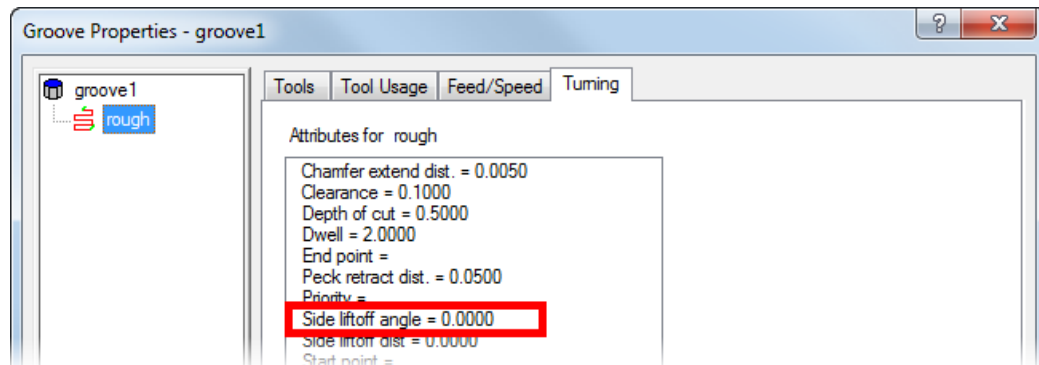 Groove Properties - groove1
groove1
rough
Tools Tool Usage Feed/Speed Turning
Attributes for rough
Chamfer extend dist. = 0.0050
Clearance = 0.1000
Depth of cut = 0.5000
Dwell = 2.0000
End point =
Peck retract dist. = 0.0500
Priority =
Side liftoff angle = 0.0000
Side liftoff dist = 0.0000
Start point =